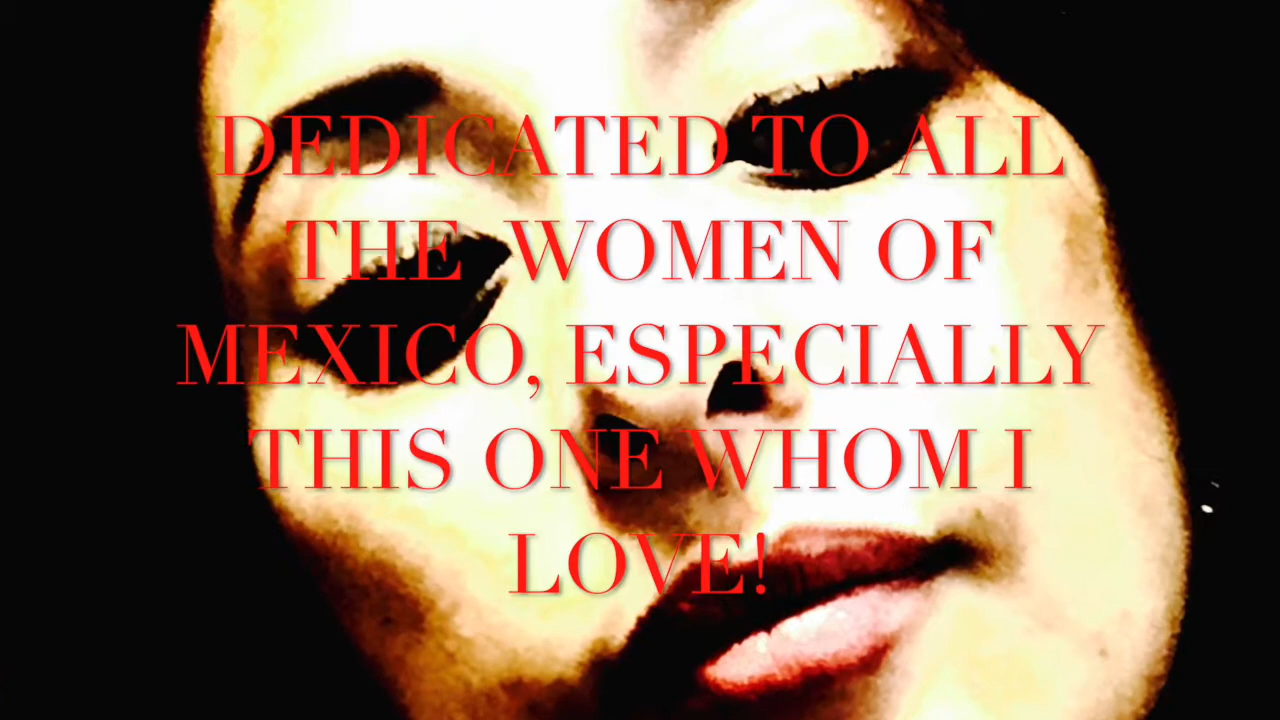 DEDICATED TO ALL
THE WOMEN OF
MEXICO, ESPECIALLY
THIS ONE WHOM I
LOVE!